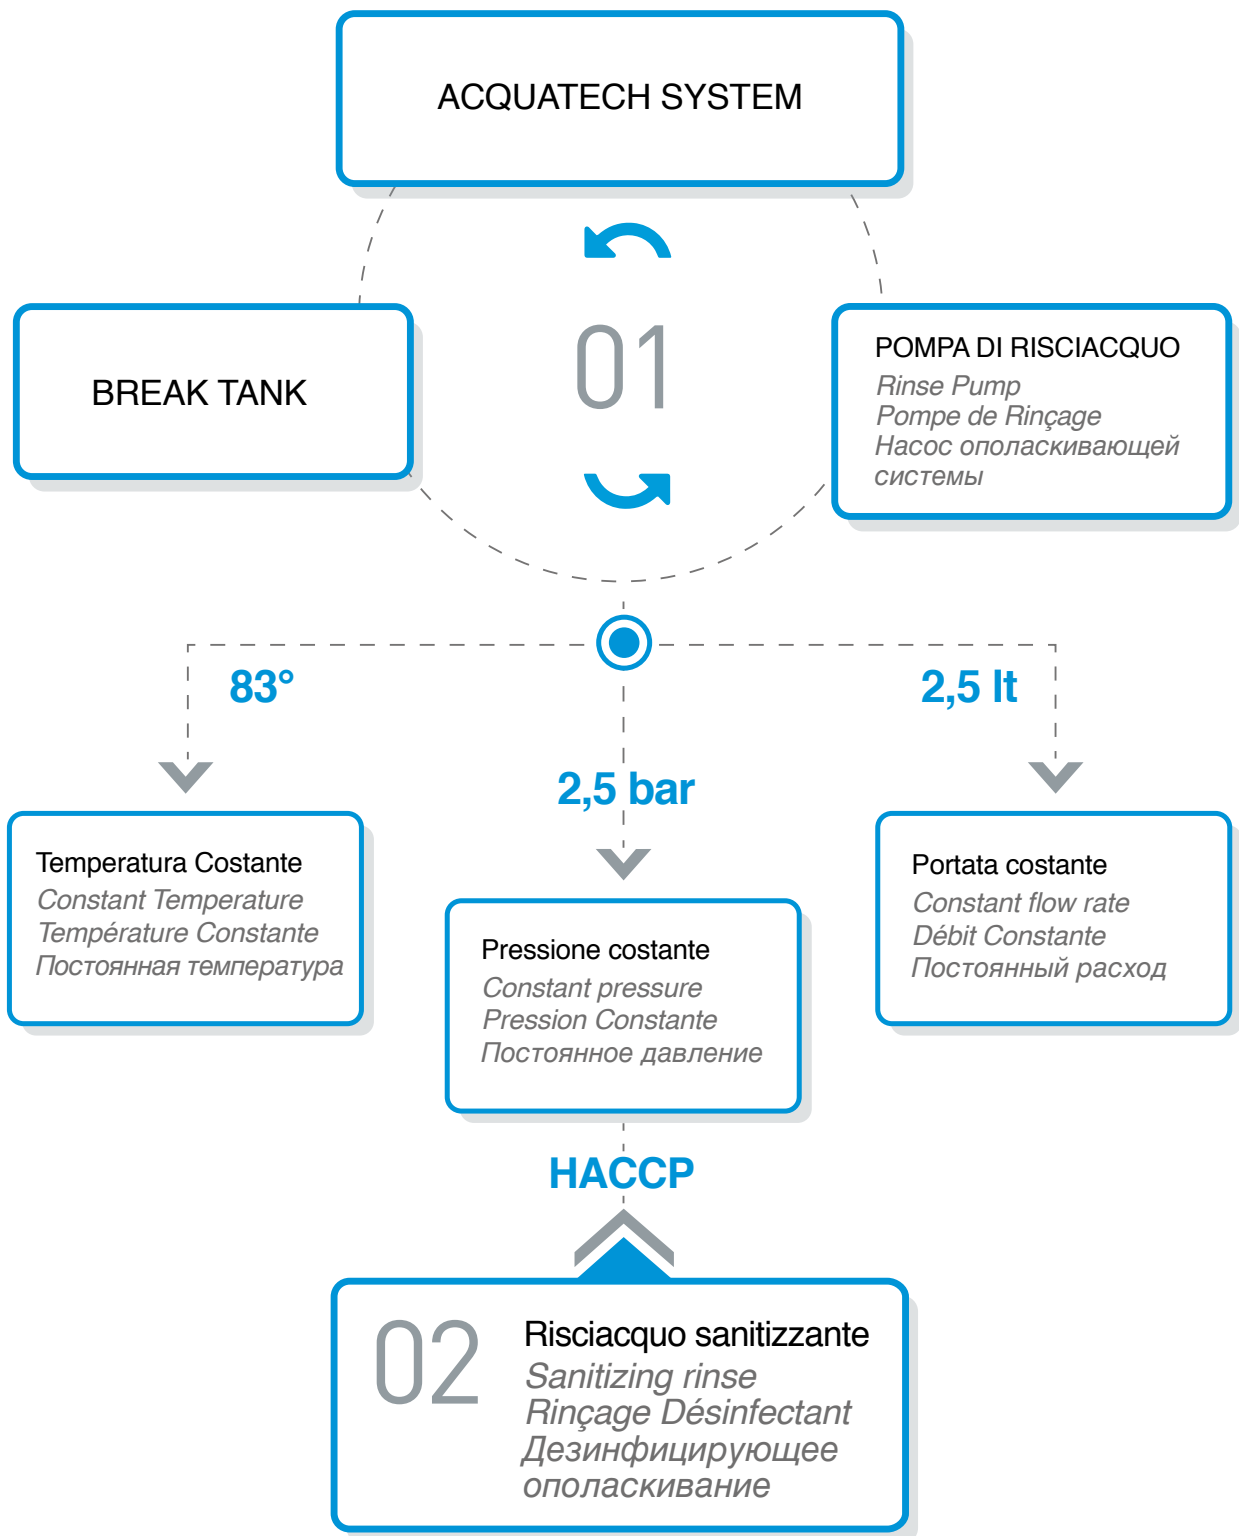 ACQUATECH SYSTEM
01
BREAK TANK
POMPA DI RISCIACQUO
Rinse Pump
Pompe de Rinçage
Насос ополаскивающей
системы
83°
2,5 bar
2,5 lt
Temperatura Costante
Constant Temperature
Température Constante
Постоянная температура
Pressione costante
Constant pressure
Pression Constante
Постоянное давление
Portata costante
Constant flow rate
Débit Constante
Постоянный расход
HACCP
02
Risciacquo sanitizzante
Sanitizing rinse
Rinçage Désinfectant
Дезинфицирующее
ополаскивание